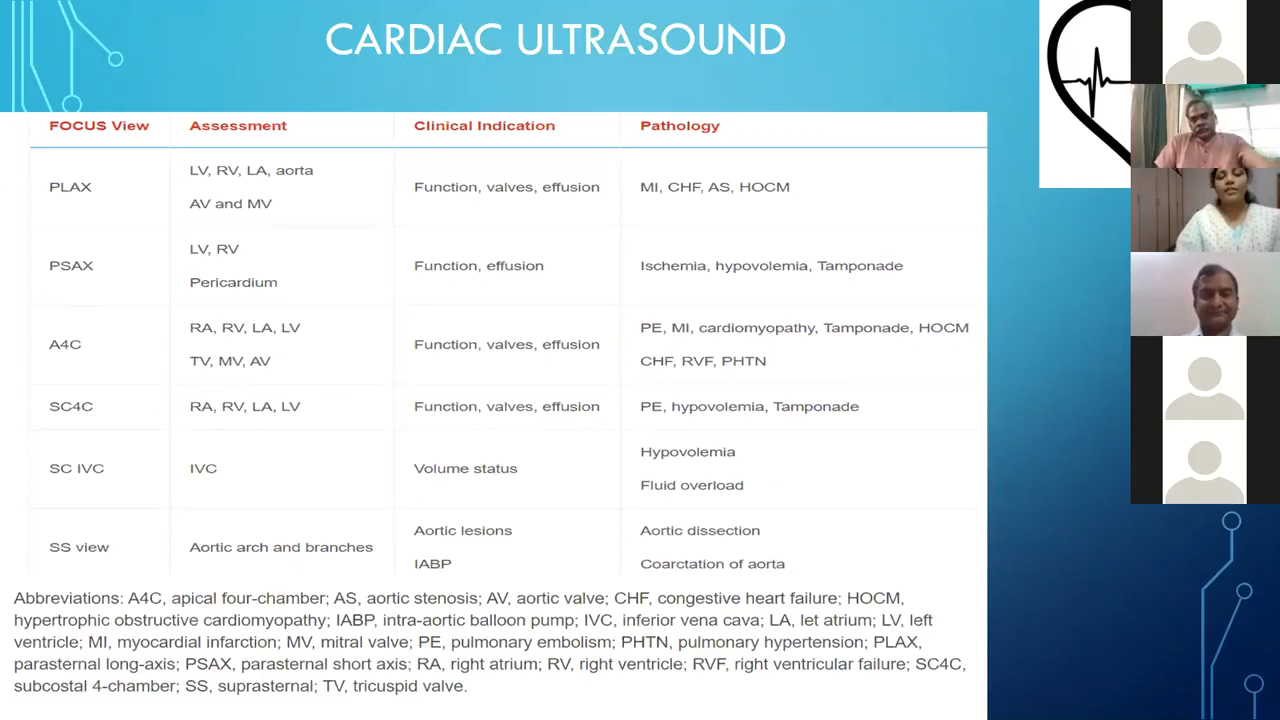 CARDIAC ULTRASOUND
FOCUS View Assessment Clinical Indication Pathology
PLAX
LV, RV, LA, aorta
AV and MV
Function, valves, effusion
MI, CHF, AS, HOCM
PSAX
LV, RV
Pericardium
Function, effusion
Ischemia, hypovolemia, Tamponade
A4C
RA, RV, LA, LV
TV, MV, AV
Function, valves, effusion
PE, MI, cardiomyopathy, Tamponade, HOCM
CHF, RVF, PHTN
SC4C
RA, RV, LA, LV
Function, valves, effusion
PE, hypovolemia, Tamponade
SC IVC
IVC
Volume status
Hypovolemia
Fluid overload
SS view
Aortic arch and branches
Aortic lesions
IABP
Aortic dissection
Coarctation of aorta
Abbreviations: A4C, apical four-chamber; AS, aortic stenosis; AV, aortic valve; CHF, congestive heart failure; HOCM,
hypertrophic obstructive cardiomyopathy; IABP, intra-aortic balloon pump; IVC, inferior vena cava; LA, let atrium; LV, left
ventricle; MI, myocardial infarction; MV, mitral valve; PE, pulmonary embolism; PHTN, pulmonary hypertension; PLAX,
parasternal long-axis; PSAX, parasternal short axis; RA, right atrium; RV, right ventricle; RVF, right ventricular failure; SC4C,
subcostal 4-chamber; SS, suprasternal; TV, tricuspid valve.